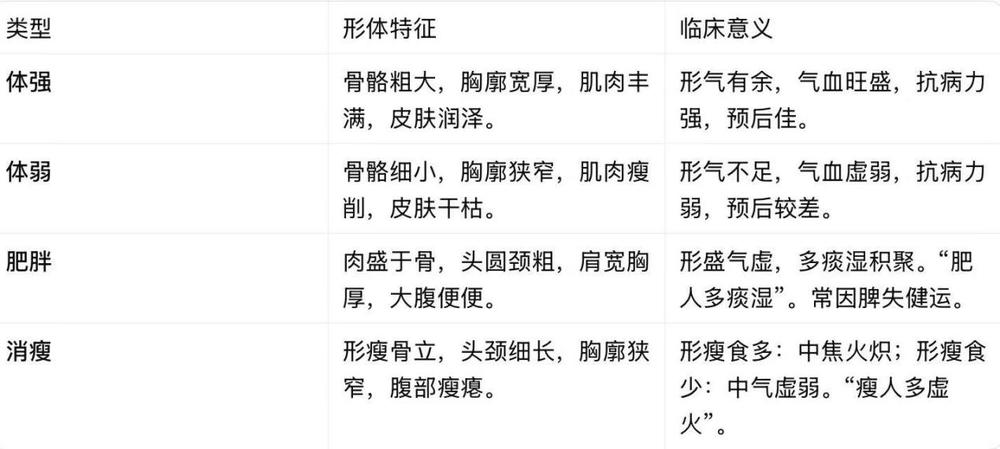 类型 形体特征 临床意义
体强 骨骼粗大，胸廓宽厚，肌肉丰 形气有余，气血旺盛，抗病力
满，皮肤润泽。 强，预后佳。
体弱 骨骼细小，胸廓狭窄，肌肉瘦 形气不足，气血虚弱，抗病力
削，皮肤干枯。 弱，预后较差。
肥胖 肉盛于骨，头圆颈粗，肩宽胸 形盛气虚，多痰湿积聚。“肥
厚，大腹便便。 人多痰湿”。常因脾失健运。
消瘦 形瘦骨立，头颈细长，胸廓狭 形瘦食多：中焦火炽；形瘦食
窄，腹部瘦瘪。 少：中气虚弱。“瘦人多虚
火”。